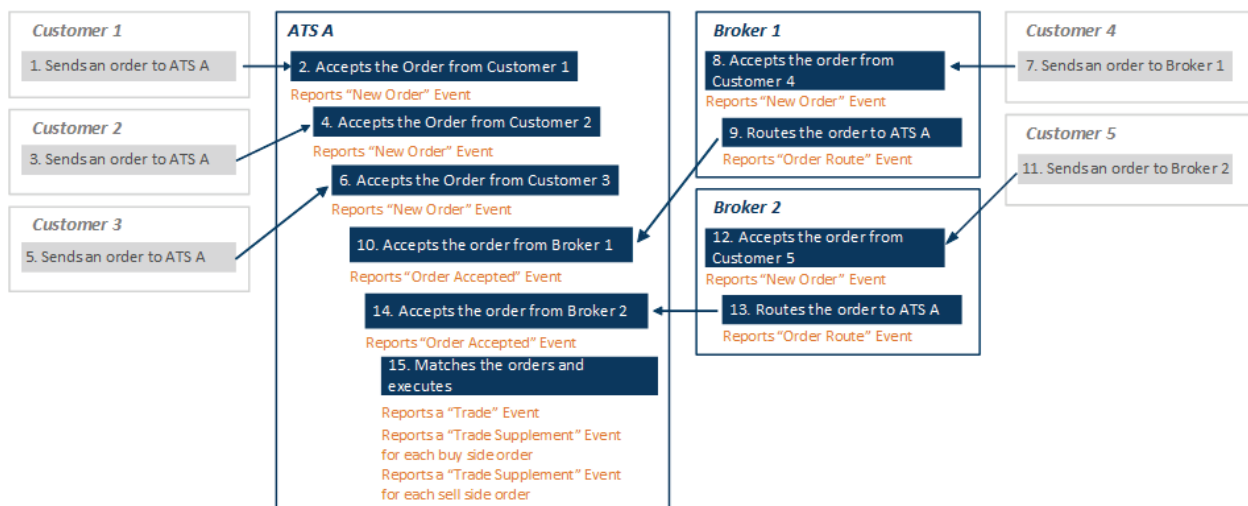 Customer 1
1. Sends an order to ATS A
Customer 2
3. Sends an order to ATS A
Customer 3
5. Sends an order to ATS A
ATS A
2. Accepts the Order from Customer 1
Reports “New Order” Event
4. Accepts the Order from Customer 2
Reports “New Order” Event
6. Accepts the Order from Customer 3
Reports “New Order” Event
10. Accepts the order from Broker 1
Reports “Order Accepted” Event
14. Accepts the order from Broker 2
Reports “Order Accepted” Event
15. Matches the orders and
executes
Reports a “Trade” Event
Reports a “Trade Supplement” Event
for each buy side order
Reports a “Trade Supplement” Event
for each sell side order
Broker 1
8. Accepts the order from
Customer 4
Reports “New Order” Event
9. Routes the order to ATS A
Reports “Order Route” Event
Broker 2
12. Accepts the order from
Customer 5
Reports “New Order” Event
13. Routes the order to ATS A
Reports “Order Route” Event
Customer 4
7. Sends an order to Broker 1
Customer 5
11. Sends an order to Broker 2